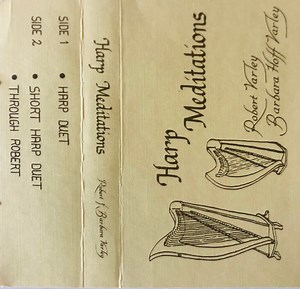 SIDE 1
• HARP DUET
SIDE 2
• SHORT HARP DUET
• THROUGH ROBERT
Harp Meditations
Robert & Barbara Varley
Harp
Meditations
Robert Varley
Barbara Hoff Varley